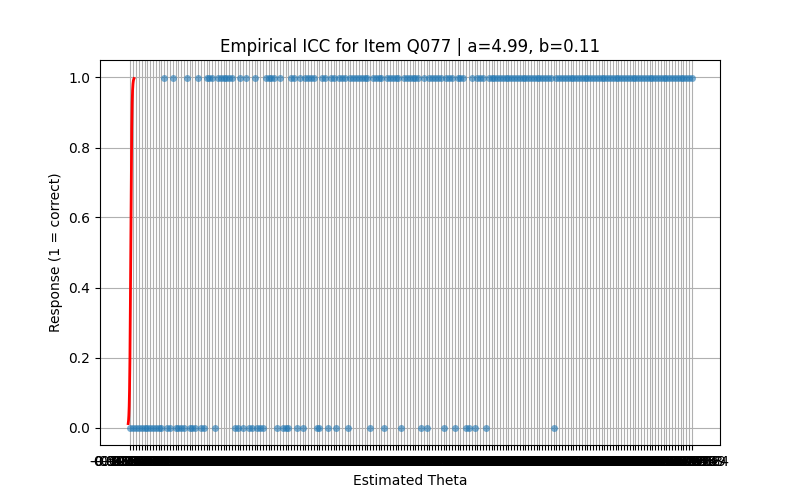 Empirical ICC for Item Q077 | a=4.99, b=0.11
1.0
0.8
0.6
0.4
0.2
0.0
Response (1 = correct)
Estimated Theta